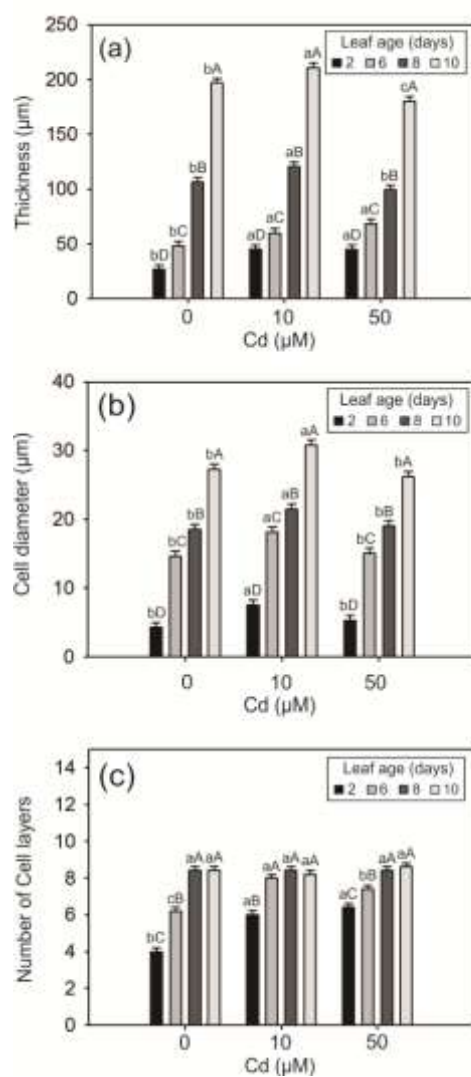 (a)
Leaf age (days)
2 6 8 10
Thickness (µm)
250
200
150
100
50
0
bD bC bB bA
aD aC aB aA
aD aC bB cA
0 10 50
Cd (µM)
(b)
Leaf age (days)
2 6 8 10
Cell diameter (µm)
40
30
20
10
0
bD bC bB bA
aD aC aB aA
bD bC bB bA
0 10 50
Cd (µM)
(c)
Leaf age (days)
2 6 8 10
Number of Cell layers
14
12
10
8
6
4
2
0
bC cB aA aA
aB aA aA aA
aC bB aA aA
0 10 50
Cd (µM)